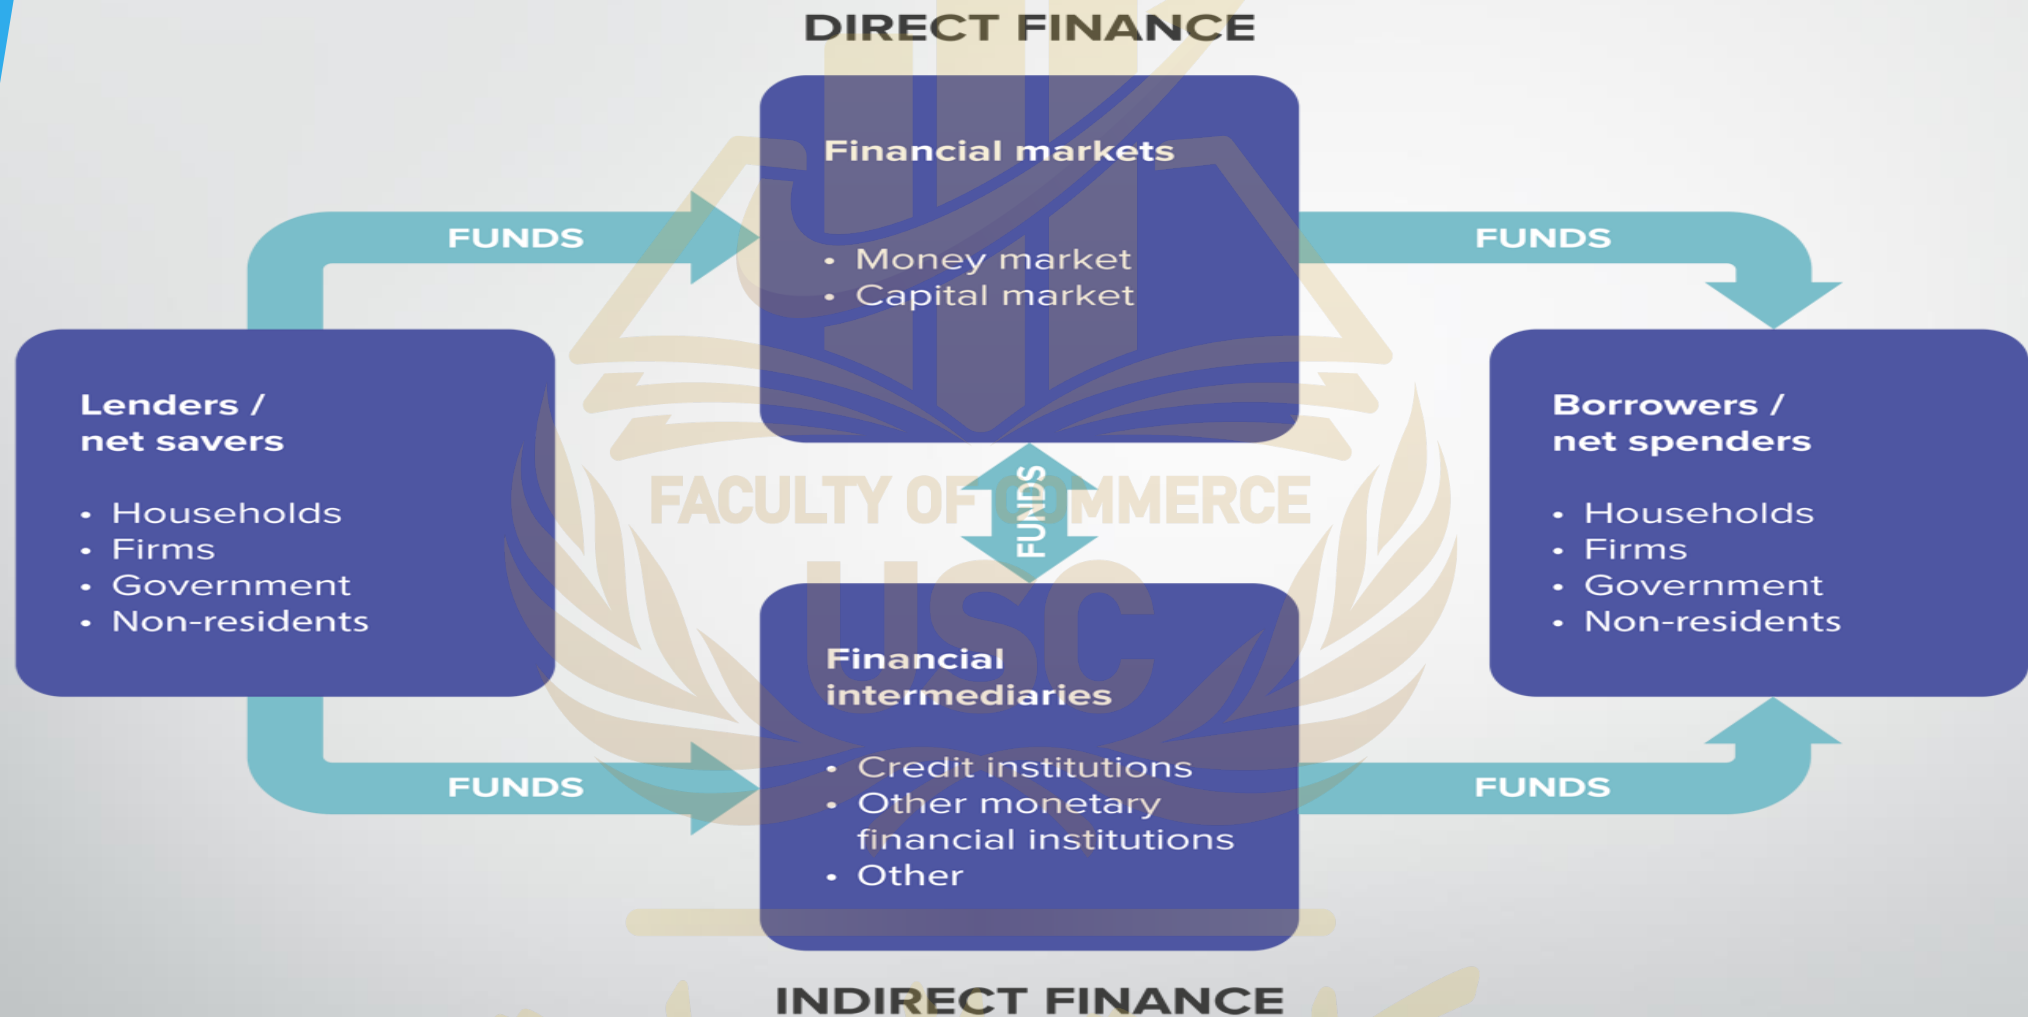 DIRECT FINANCE
Financial markets
• Money market
• Capital market
FUNDS
FUNDS
Lenders /
net savers
• Households
• Firms
• Government
• Non-residents
Borrowers /
net spenders
• Households
• Firms
• Government
• Non-residents
FUNDS
FACULTY OF COMMERCE
USC
Financial
intermediaries
• Credit institutions
• Other monetary
financial institutions
• Other
FUNDS
FUNDS
INDIRECT FINANCE